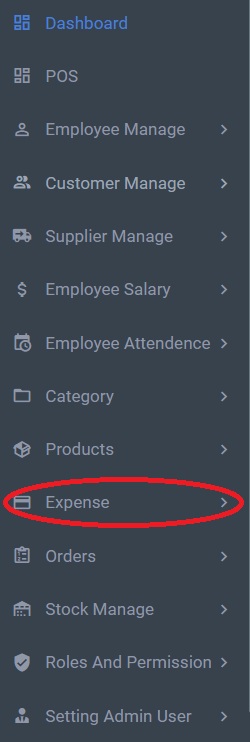 Dashboard
POS
Employee Manage
Customer Manage
Supplier Manage
Employee Salary
Employee Attendence
Category
Products
Expense
Orders
Stock Manage
Roles And Permission
Setting Admin User